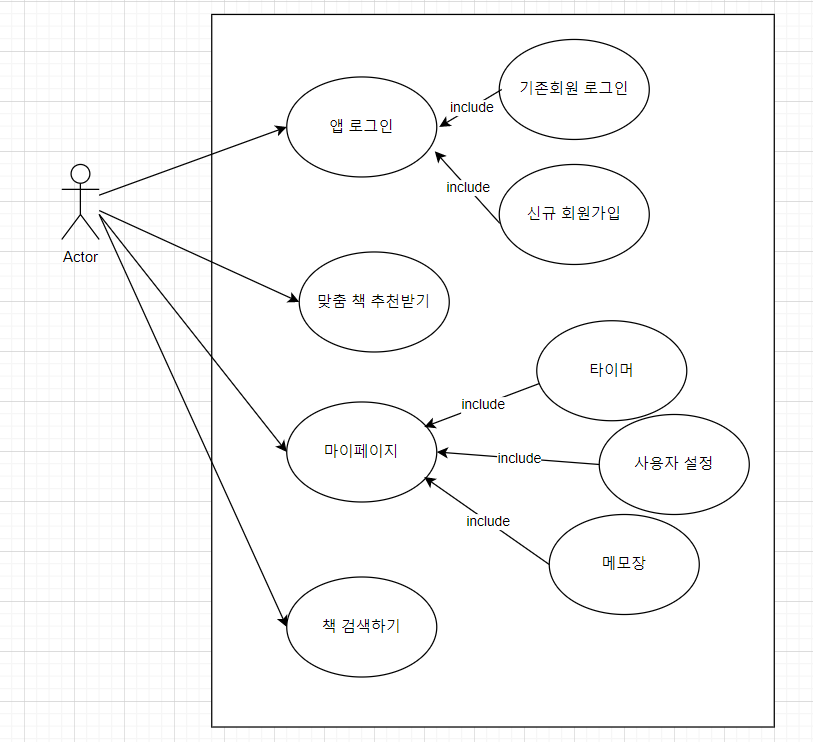 기존회원 로그인
include
앱 로그인
include
신규 회원가입
Actor
맞춤 책 추천받기
타이머
include
마이페이지
include
사용자 설정
include
메모장
책 검색하기